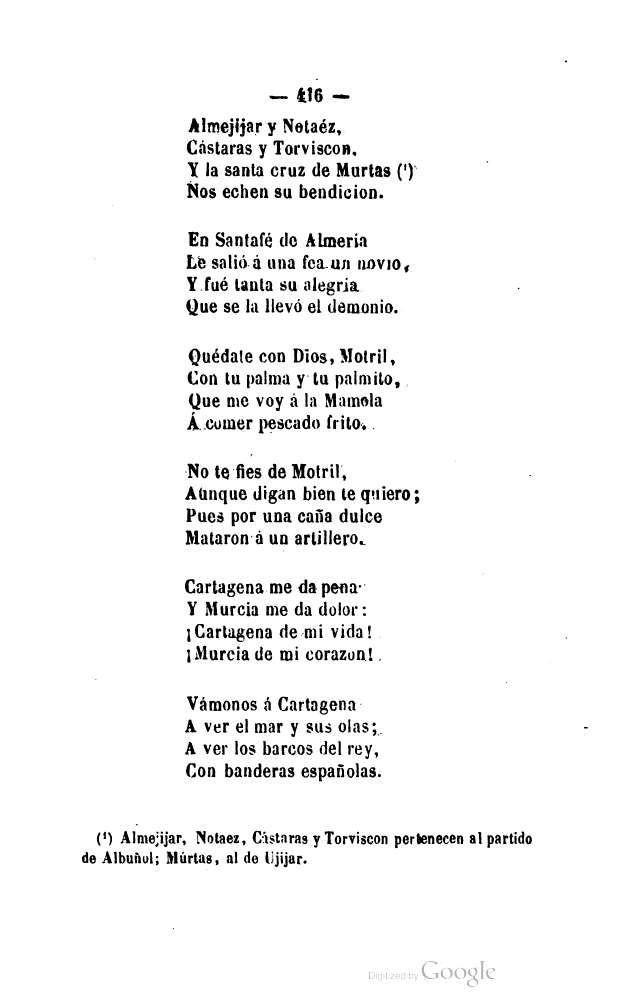 — 416 —
Almejijar y Notaéz,
Cástaras y Torviscon,
Y la santa cruz de Murtas (¹)
Nos echen su bendicion.
En Santafé de Almería
Le salió á una fea un novio,
Y fué tanta su alegria
Que se la llevó el demonio.
Quédate con Dios, Motril,
Con tu palma y tu palmito,
Que me voy á la Mamola
Á comer pescado frito.
No te fies de Motril,
Aunque digan bien te quiero;
Pues por una caña dulce
Mataron á un artillero.
Cartagena me da pena
Y Murcia me da dolor:
¡Cartagena de mi vida!
¡Murcia de mi corazon!
Vámonos á Cartagena
A ver el mar y sus olas;
A ver los barcos del rey,
Con banderas españolas.
(¹) Almejijar, Notaez, Cástaras y Torviscon pertenecen al partido
de Albuñol; Múrtas, al de Ujijar.
Digitized by Google